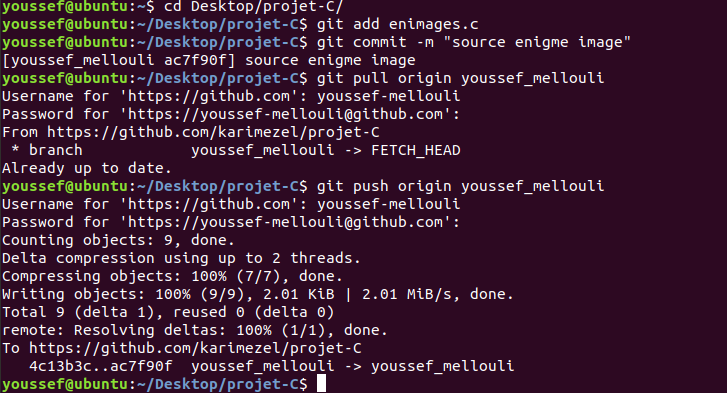 youssef@ubuntu:~$ cd Desktop/projet-C/
youssef@ubuntu:~/Desktop/projet-C$ git add enimages.c
youssef@ubuntu:~/Desktop/projet-C$ git commit -m "source enigme image"
[youssef_mellouli ac7f90f] source enigme image
youssef@ubuntu:~/Desktop/projet-C$ git pull origin youssef_mellouli
Username for 'https://github.com': youssef-mellouli
Password for 'https://youssef-mellouli@github.com':
From https://github.com/karimezel/projet-C
 * branch            youssef_mellouli -> FETCH_HEAD
Already up to date.
youssef@ubuntu:~/Desktop/projet-C$ git push origin youssef_mellouli
Username for 'https://github.com': youssef-mellouli
Password for 'https://youssef-mellouli@github.com':
Counting objects: 9, done.
Delta compression using up to 2 threads.
Compressing objects: 100% (7/7), done.
Writing objects: 100% (9/9), 2.01 KiB | 2.01 MiB/s, done.
Total 9 (delta 1), reused 0 (delta 0)
remote: Resolving deltas: 100% (1/1), done.
To https://github.com/karimezel/projet-C
   4c13b3c..ac7f90f  youssef_mellouli -> youssef_mellouli
youssef@ubuntu:~/Desktop/projet-C$